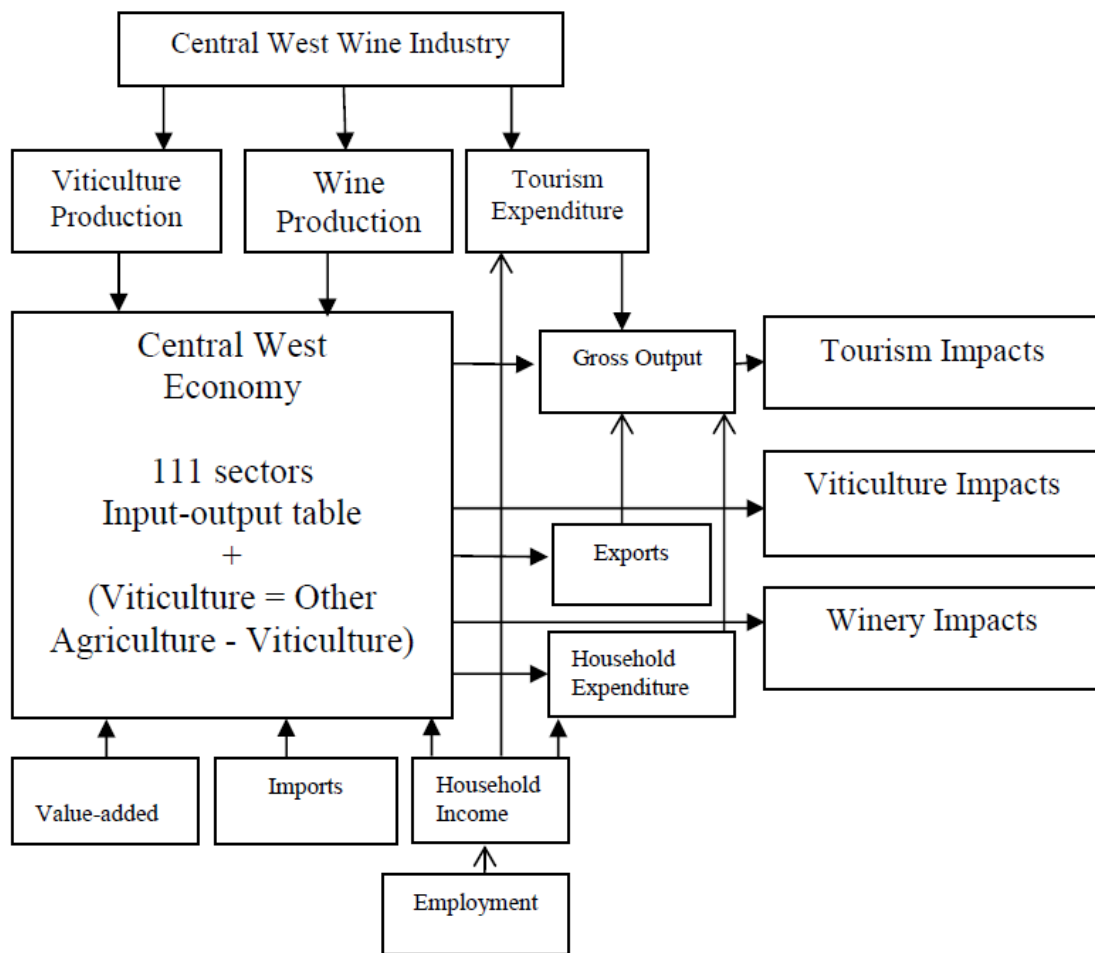 Central West Wine Industry
Viticulture
Production
Wine
Production
Tourism
Expenditure
Central West
Economy
111 sectors
Input-output table
+
(Viticulture = Other
Agriculture - Viticulture)
Gross Output
Tourism Impacts
Viticulture Impacts
Exports
Winery Impacts
Household
Expenditure
Value-added
Imports
Household
Income
Employment